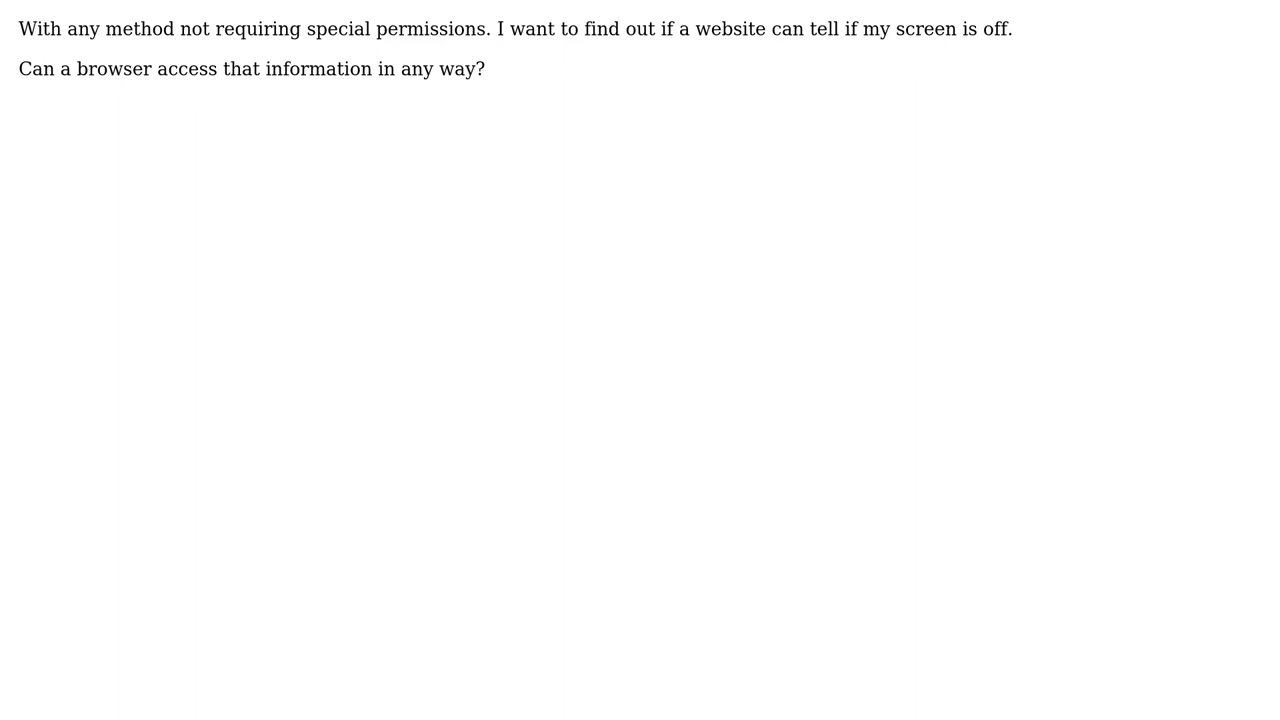 With any method not requiring special permissions. I want to find out if a website can tell if my screen is off.
Can a browser access that information in any way?